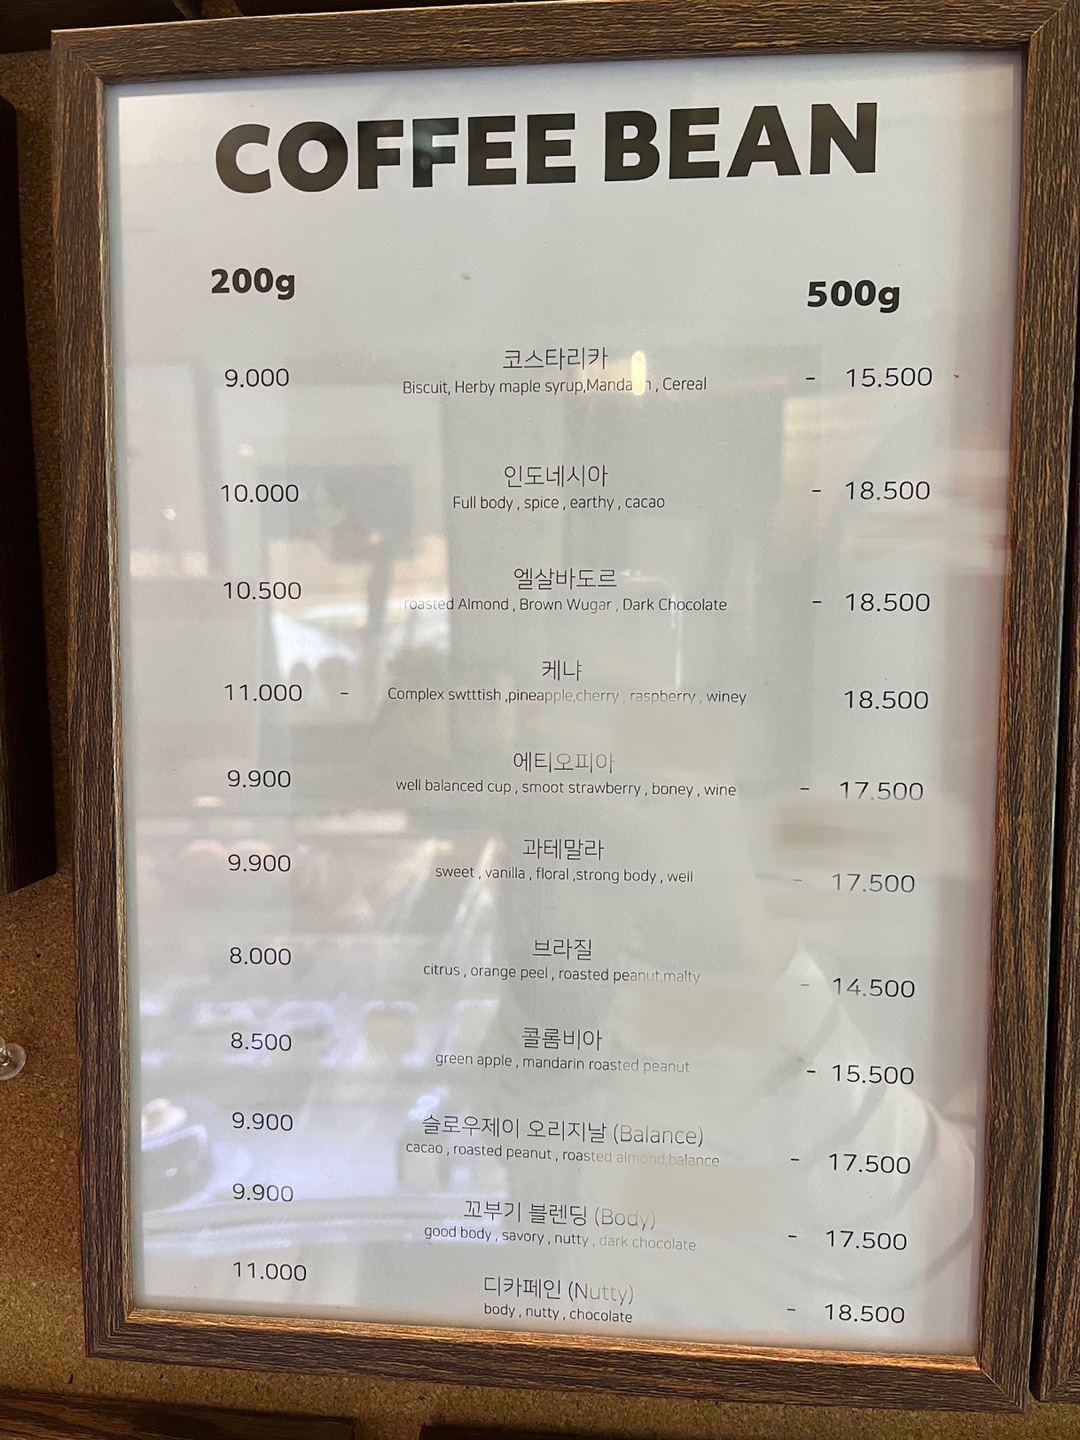 COFFEE BEAN
200g 500g
코스타리카
9.000 Biscuit, Herby maple syrup,Mandarin , Cereal - 15.500
인도네시아
10.000 Full body , spice , earthy , cacao - 18.500
엘살바도르
10.500 roasted Almond , Brown Wugar , Dark Chocolate - 18.500
케냐
11.000 - Complex swtttish ,pineapple,cherry , raspberry , winey 18.500
에티오피아
9.900 well balanced cup , smoot strawberry , boney , wine - 17.500
과테말라
9.900 sweet , vanilla , floral ,strong body , well - 17.500
브라질
8.000 citrus , orange peel , roasted peanut,malty - 14.500
콜롬비아
8.500 green apple , mandarin roasted peanut - 15.500
슬로우제이 오리지날 (Balance)
9.900 cacao , roasted peanut , roasted almond,balance - 17.500
꼬부기 블렌딩 (Body)
9.900 good body , savory , nutty , dark chocolate - 17.500
디카페인 (Nutty)
11.000 body , nutty , chocolate - 18.500